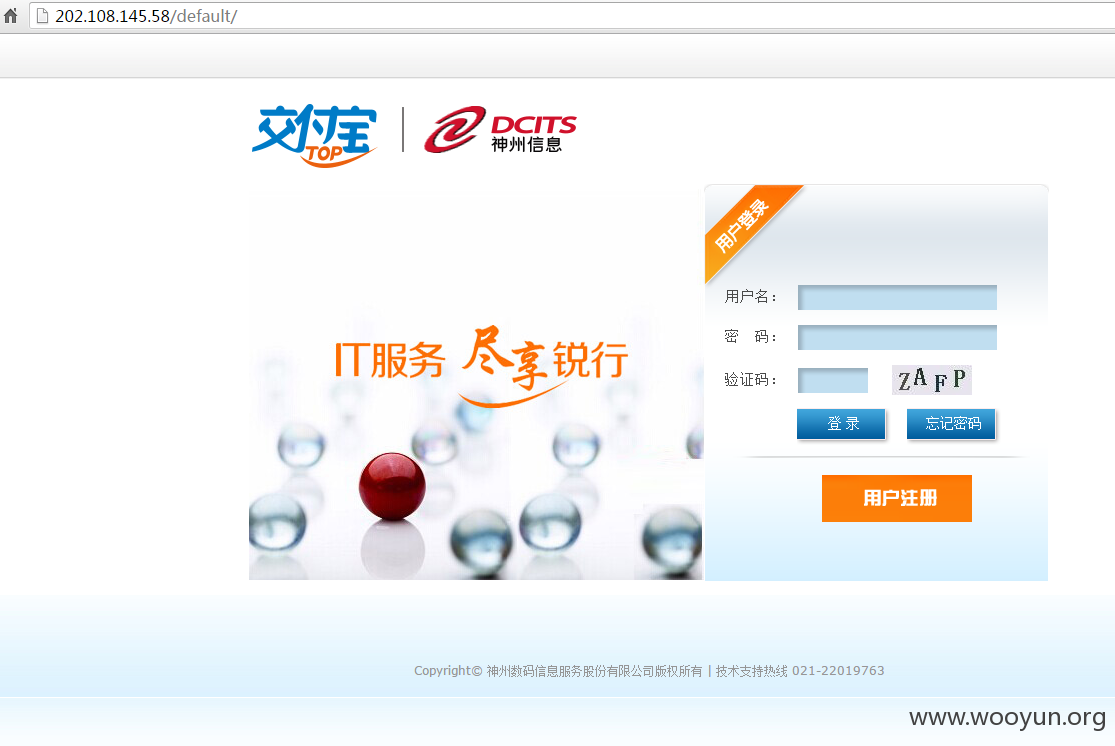 202.108.145.58/default/
交付宝
TOP
DCITS
神州信息
用户登录
IT服务 尽享锐行
用户名：
密 码：
验证码：
ZAFP
登 录
忘记密码
用户注册
Copyright© 神州数码信息服务股份有限公司版权所有 | 技术支持热线 021-22019763
www.wooyun.org